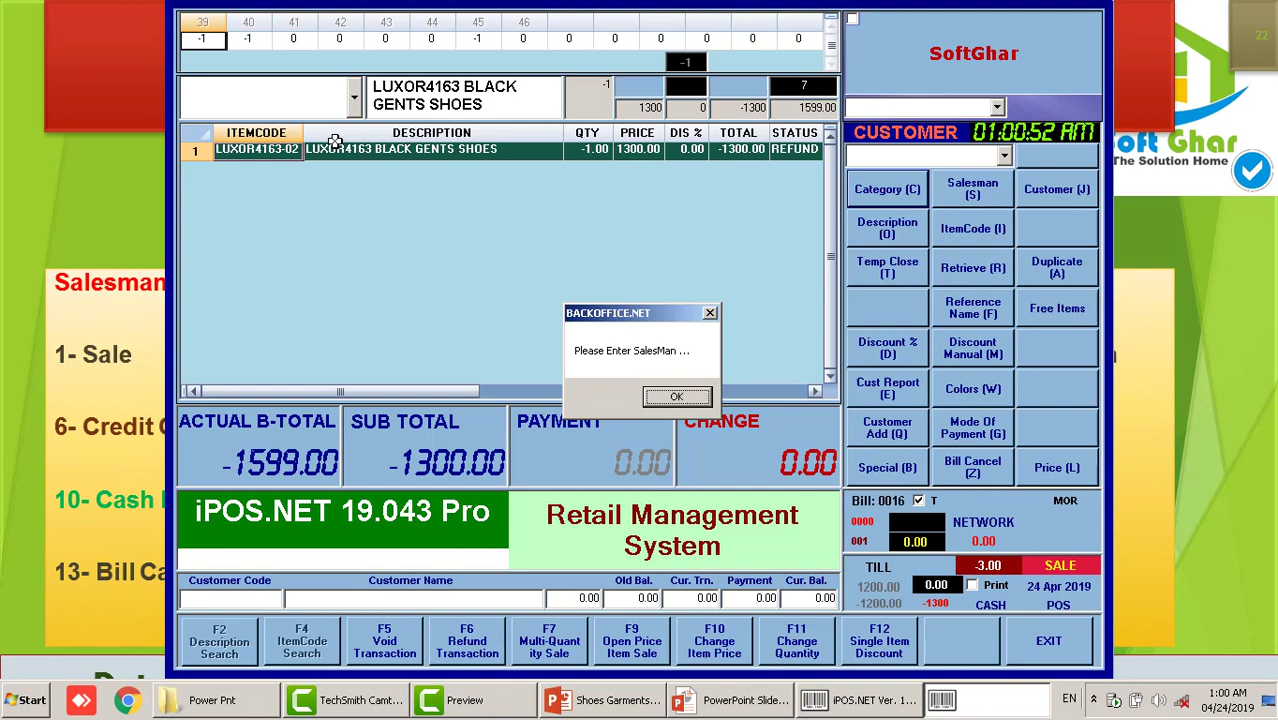 39 40 41 42 43 44 45 46
-1 -1 0 0 0 0 -1 0 0 0 0 0 0 0
-1
LUXOR4163 BLACK
GENTS SHOES
-1 7
1300 0 -1300 1599.00
ITEMCODE DESCRIPTION QTY PRICE DIS % TOTAL STATUS
1 LUXOR4163-02 LUXOR4163 BLACK GENTS SHOES -1.00 1300.00 0.00 -1300.00 REFUND
BACKOFFICE.NET
Please Enter SalesMan ...
OK
ACTUAL B-TOTAL SUB TOTAL PAYMENT CHANGE
-1599.00 -1300.00 0.00 0.00
iPOS.NET 19.043 Pro
Retail Management
System
Customer Code Customer Name Old Bal. Cur. Trn. Payment Cur. Bal.
0.00 0.00 0.00 0.00
F2
Description
Search
F4
ItemCode
Search
F5
Void
Transaction
F6
Refund
Transaction
F7
Multi-Quant
ity Sale
F9
Open Price
Item Sale
F10
Change
Item Price
F11
Change
Quantity
F12
Single Item
Discount
EXIT
SoftGhar
CUSTOMER 01:00:52 AM
Category (C)
Salesman
(S)
Customer (J)
Description
(O)
ItemCode (I)
Temp Close
(T)
Retrieve (R)
Duplicate
(A)
Reference
Name (F)
Free Items
Discount %
(D)
Discount
Manual (M)
Cust Report
(E)
Colors (W)
Customer
Add (Q)
Mode Of
Payment (G)
Special (B)
Bill Cancel
(Z)
Price (L)
Bill: 0016 T MOR
0000 NETWORK
001 0.00 0.00
TILL -3.00 SALE
1200.00 0.00 Print 24 Apr 2019
-1200.00 -1300 CASH POS
22
oft Ghar
The Solution Home
Salesman
1- Sale
6- Credit
10- Cash
13- Bill Ca
Start
Power Pnt
TechSmith Camt...
Preview
Shoes Garments...
PowerPoint Slide...
iPOS.NET Ver. 1...
EN
1:00 AM
04/24/2019